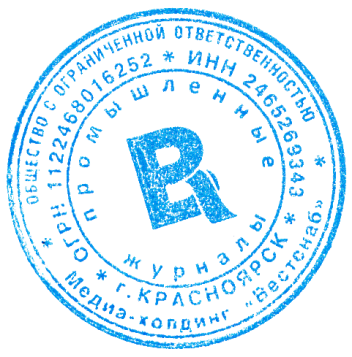 ОБЩЕСТВО С ОГРАНИЧЕННОЙ ОТВЕТСТВЕННОСТЬЮ
* Медиа-холдинг «Вестснаб» *
ОГРН 1122468016252 * ИНН 2465269343 *
г. КРАСНОЯРСК *
промышленные
журналы